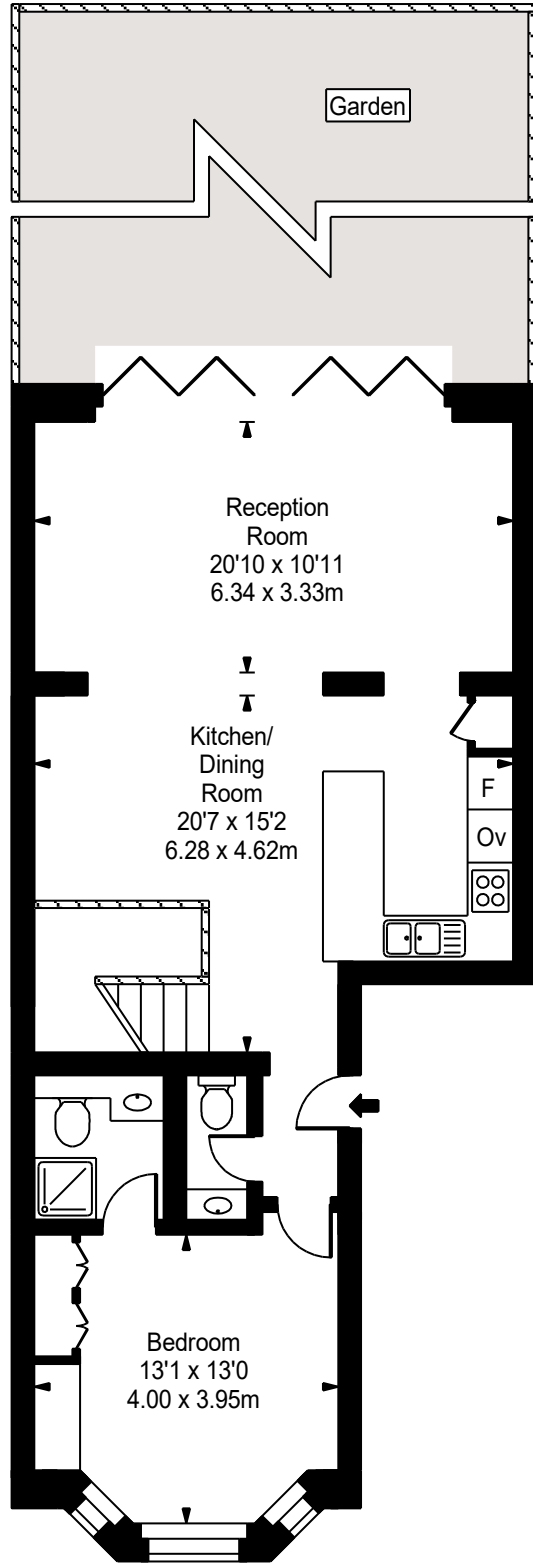 Garden
Reception
Room
20'10 x 10'11
6.34 x 3.33m
Kitchen/
Dining
Room
20'7 x 15'2
6.28 x 4.62m
F
Ov
Bedroom
13'1 x 13'0
4.00 x 3.95m